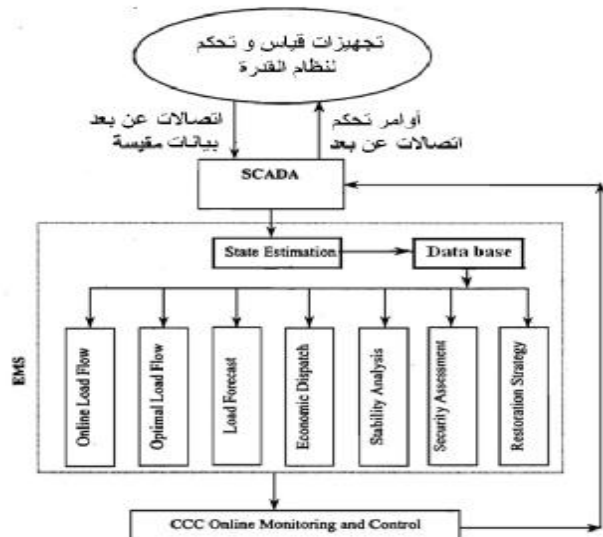 تجهيزات قياس و تحكم
لنظام القدرة
اتصالات عن بعد
بيانات مقيسة
أوامر تحكم
اتصالات عن بعد
SCADA
State Estimation
Data base
EMS
Online Load Flow
Optimal Load Flow
Load Forecast
Economic Dispatch
Stability Analysis
Security Assessment
Restoration Strategy
CCC Online Monitoring and Control